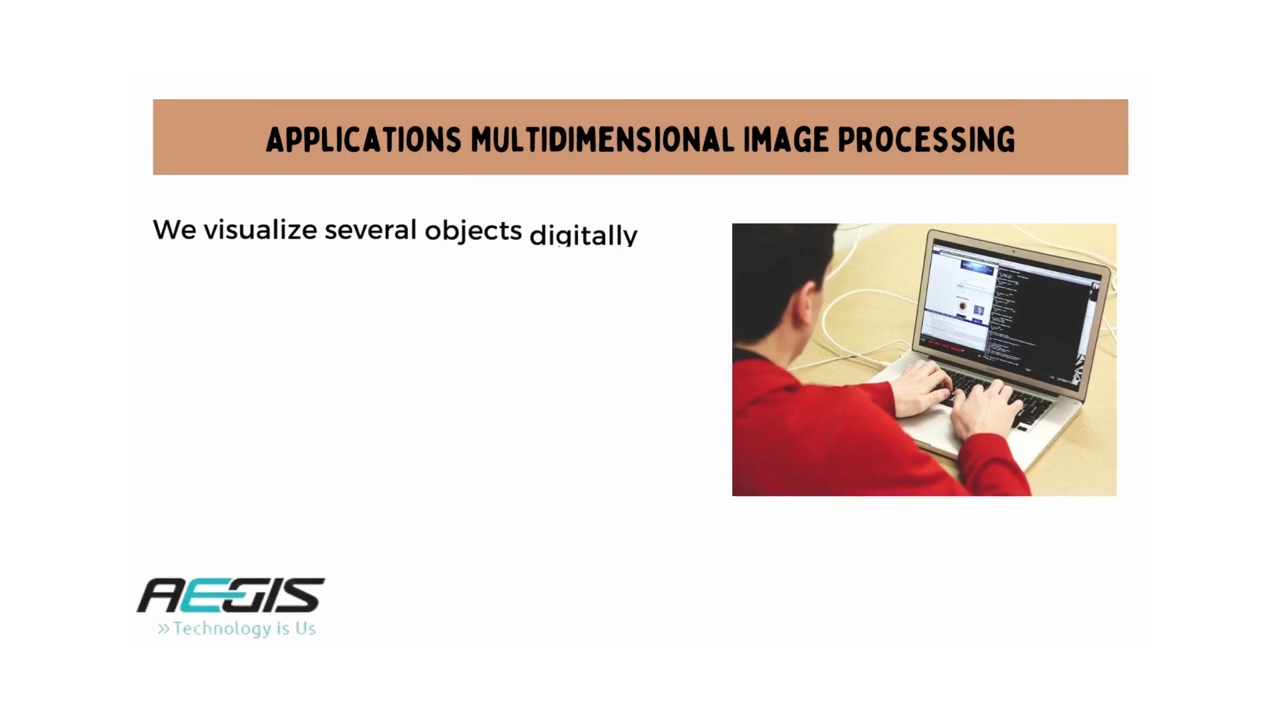 APPLICATIONS MULTIDIMENSIONAL IMAGE PROCESSING
We visualize several objects digitally
AEGIS
»Technology is Us